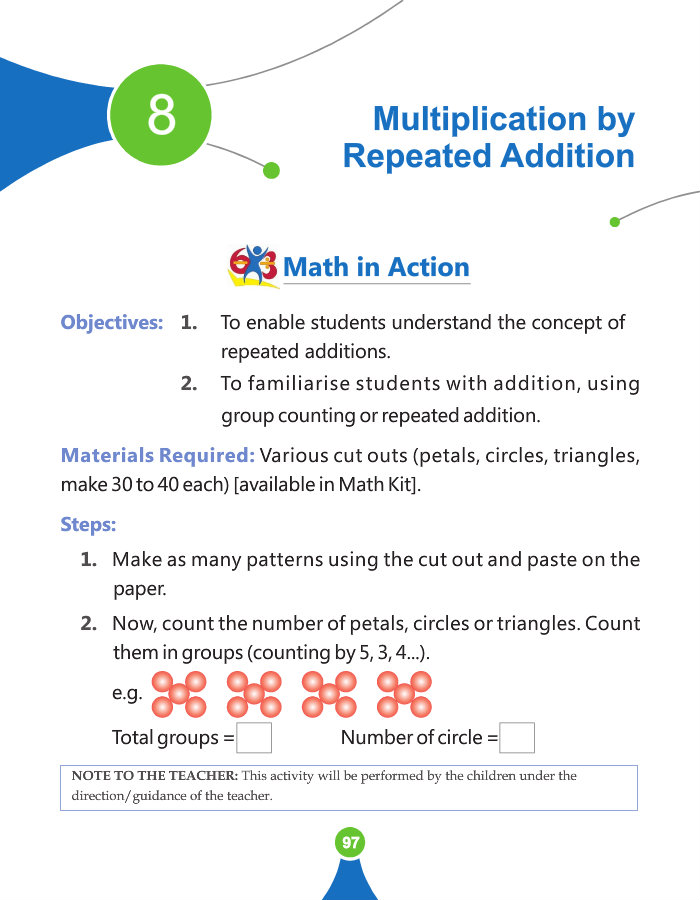 8
Multiplication by
Repeated Addition
Math in Action
Objectives: 1. To enable students understand the concept of
repeated additions.
2. To familiarise students with addition, using
group counting or repeated addition.
Materials Required: Various cut outs (petals, circles, triangles,
make 30 to 40 each) [available in Math Kit].
Steps:
1. Make as many patterns using the cut out and paste on the
paper.
2. Now, count the number of petals, circles or triangles. Count
them in groups (counting by 5, 3, 4...).
e.g.
Total groups = Number of circle =
NOTE TO THE TEACHER: This activity will be performed by the children under the
direction/guidance of the teacher.
97